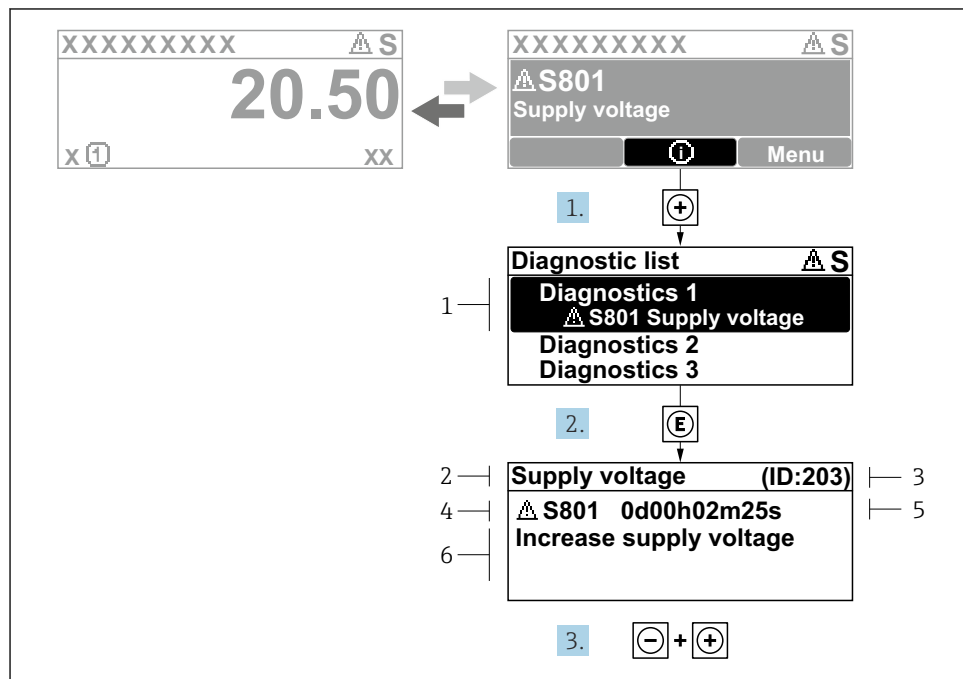 XXXXXXXXX S
20.50
X 1 XX
XXXXXXXXX S
S801
Supply voltage
i Menu
1. +
Diagnostic list S
1 Diagnostics 1
S801 Supply voltage
Diagnostics 2
Diagnostics 3
2. E
2 Supply voltage (ID:203) 3
4 S801 0d00h02m25s 5
6 Increase supply voltage
3. - + +